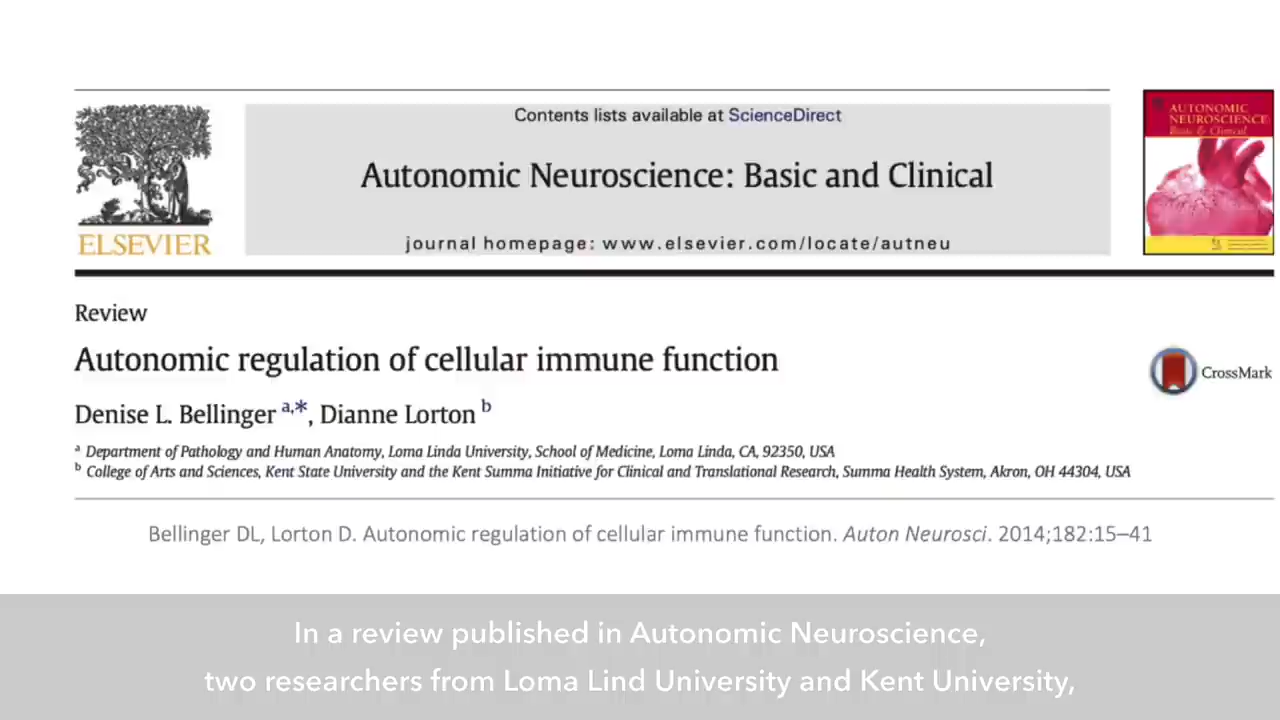 Contents lists available at ScienceDirect
Autonomic Neuroscience: Basic and Clinical
journal homepage: www.elsevier.com/locate/autneu
ELSEVIER
AUTONOMIC
NEUROSCIENCE
Basic & Clinical
Review
Autonomic regulation of cellular immune function
CrossMark
Denise L. Bellinger a,*, Dianne Lorton b
a Department of Pathology and Human Anatomy, Loma Linda University, School of Medicine, Loma Linda, CA, 92350, USA
b College of Arts and Sciences, Kent State University and the Kent Summa Initiative for Clinical and Translational Research, Summa Health System, Akron, OH 44304, USA
Bellinger DL, Lorton D. Autonomic regulation of cellular immune function. Auton Neurosci. 2014;182:15–41
In a review published in Autonomic Neuroscience,
two researchers from Loma Lind University and Kent University,